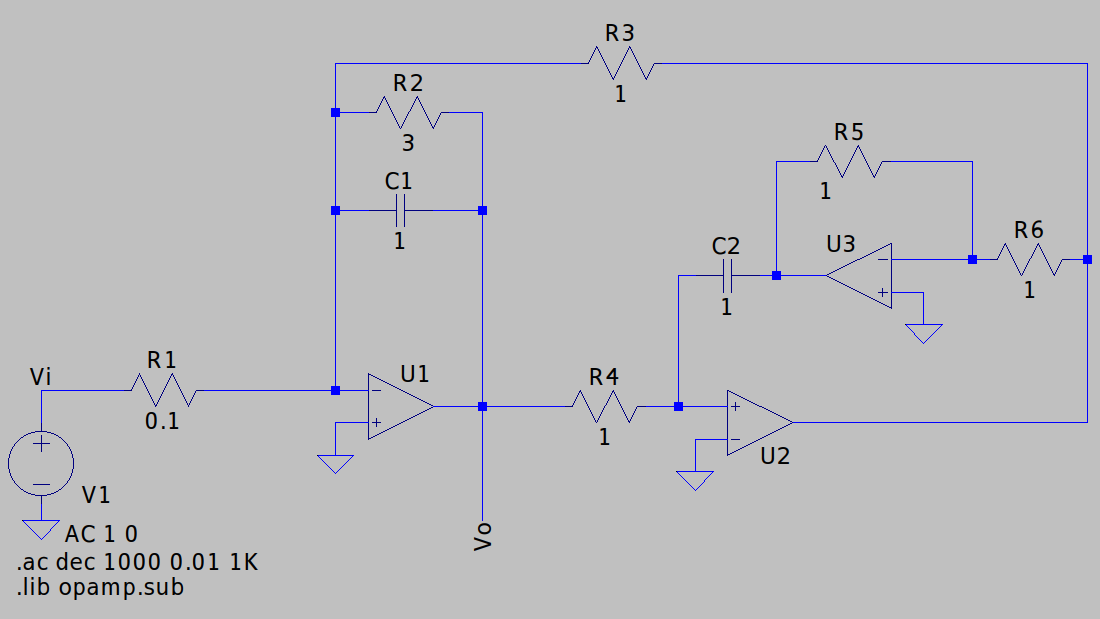 R3
1
R2
3
C1
1
R5
1
U3
R6
1
C2
1
Vi
R1
0.1
U1
R4
1
U2
V1
Vo
AC 1 0
.ac dec 1000 0.01 1K
.lib opamp.sub